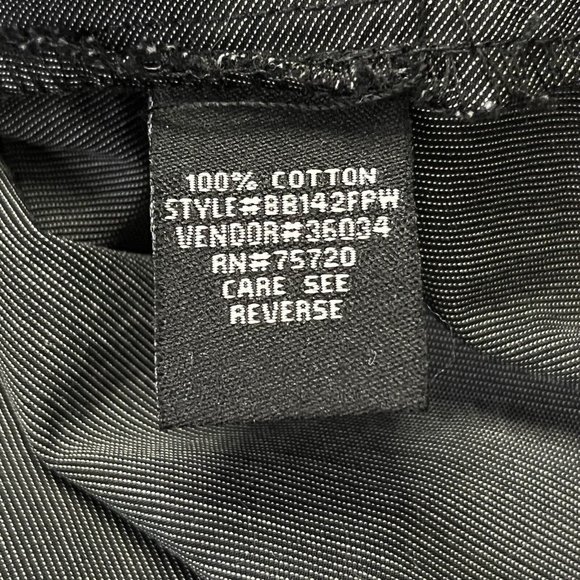 100% COTTON
STYLE#BB142FPW
VENDOR#36034
RN#75720
CARE SEE
REVERSE